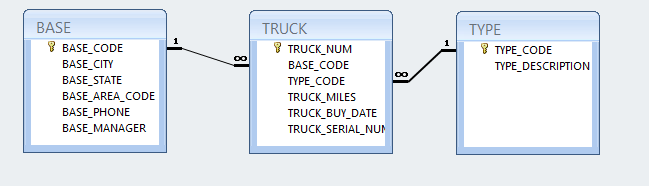 BASE
BASE_CODE
BASE_CITY
BASE_STATE
BASE_AREA_CODE
BASE_PHONE
BASE_MANAGER
1
∞
TRUCK
TRUCK_NUM
BASE_CODE
TYPE_CODE
TRUCK_MILES
TRUCK_BUY_DATE
TRUCK_SERIAL_NUM
∞
1
TYPE
TYPE_CODE
TYPE_DESCRIPTION